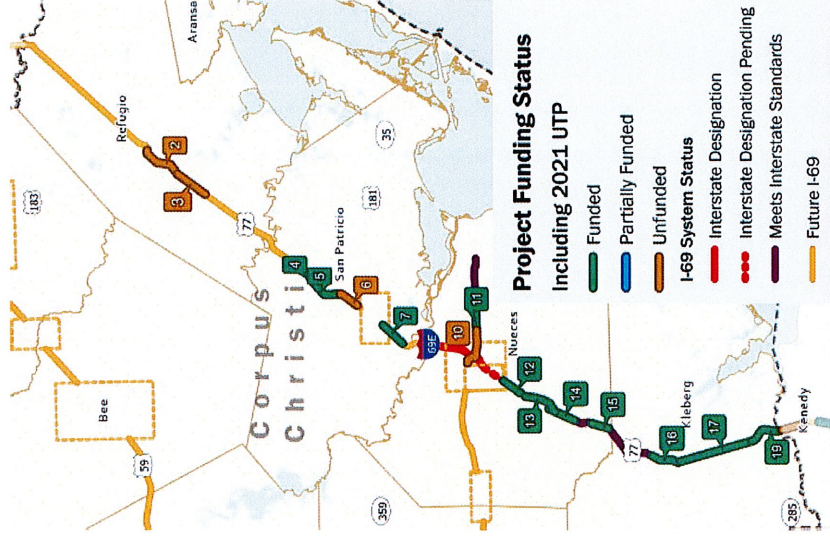 183
Refugio
Aransa
2
3
77
35
181
4
5
San Patricio
6
Bee
59
Corpus
Christi
7
69E
10
11
Nueces
12
13
14
15
Kleberg
359
77
16
17
19
Kenedy
285
Project Funding Status
Including 2021 UTP
Funded
Partially Funded
Unfunded
I-69 System Status
Interstate Designation
Interstate Designation Pending
Meets Interstate Standards
Future I-69